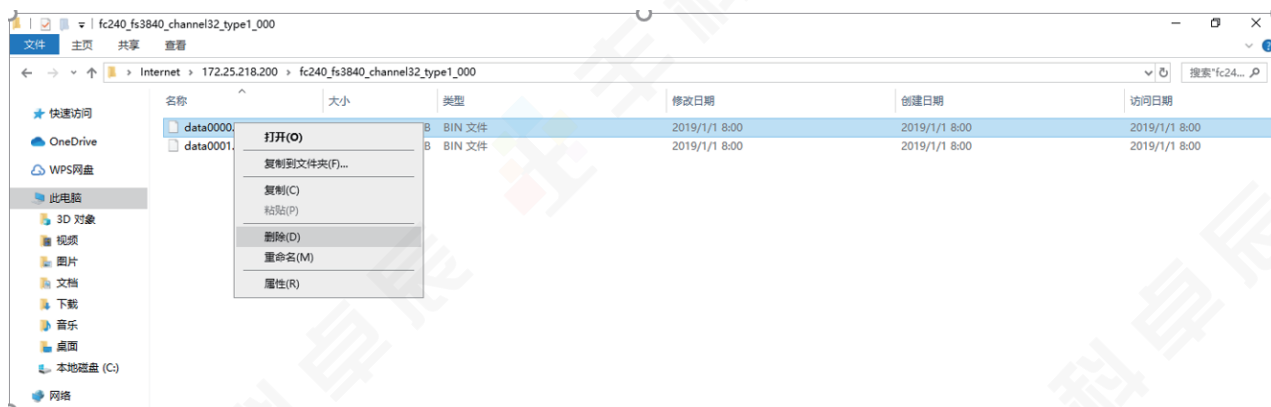 fc240_fs3840_channel32_type1_000
文件 主页 共享 查看
Internet › 172.25.218.200 › fc240_fs3840_channel32_type1_000
搜索"fc24...
名称 大小 类型 修改日期 创建日期 访问日期
快速访问
OneDrive
WPS网盘
此电脑
3D 对象
视频
图片
文档
下载
音乐
桌面
本地磁盘 (C:)
网络
data0000. B BIN 文件 2019/1/1 8:00 2019/1/1 8:00 2019/1/1 8:00
data0001. B BIN 文件 2019/1/1 8:00 2019/1/1 8:00 2019/1/1 8:00
打开(O)
复制到文件夹(F)...
复制(C)
粘贴(P)
删除(D)
重命名(M)
属性(R)